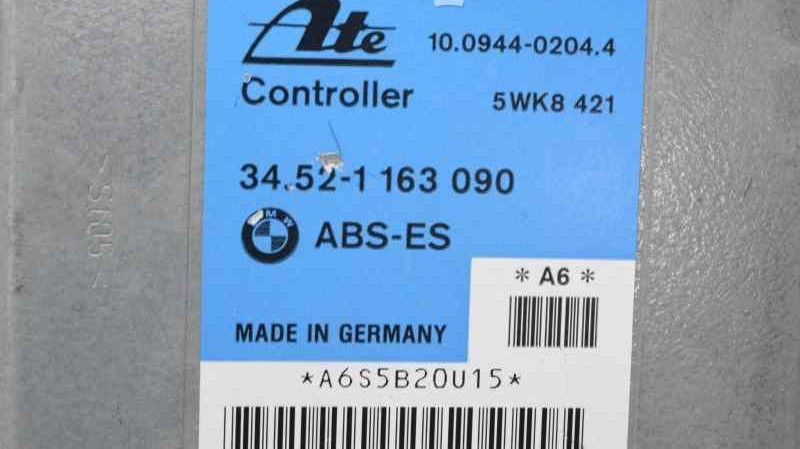 Ate
10.0944-0204.4
Controller
5WK8 421
34.52-1 163 090
BMW
ABS-ES
* A6 *
MADE IN GERMANY
*A6S5B20U15*